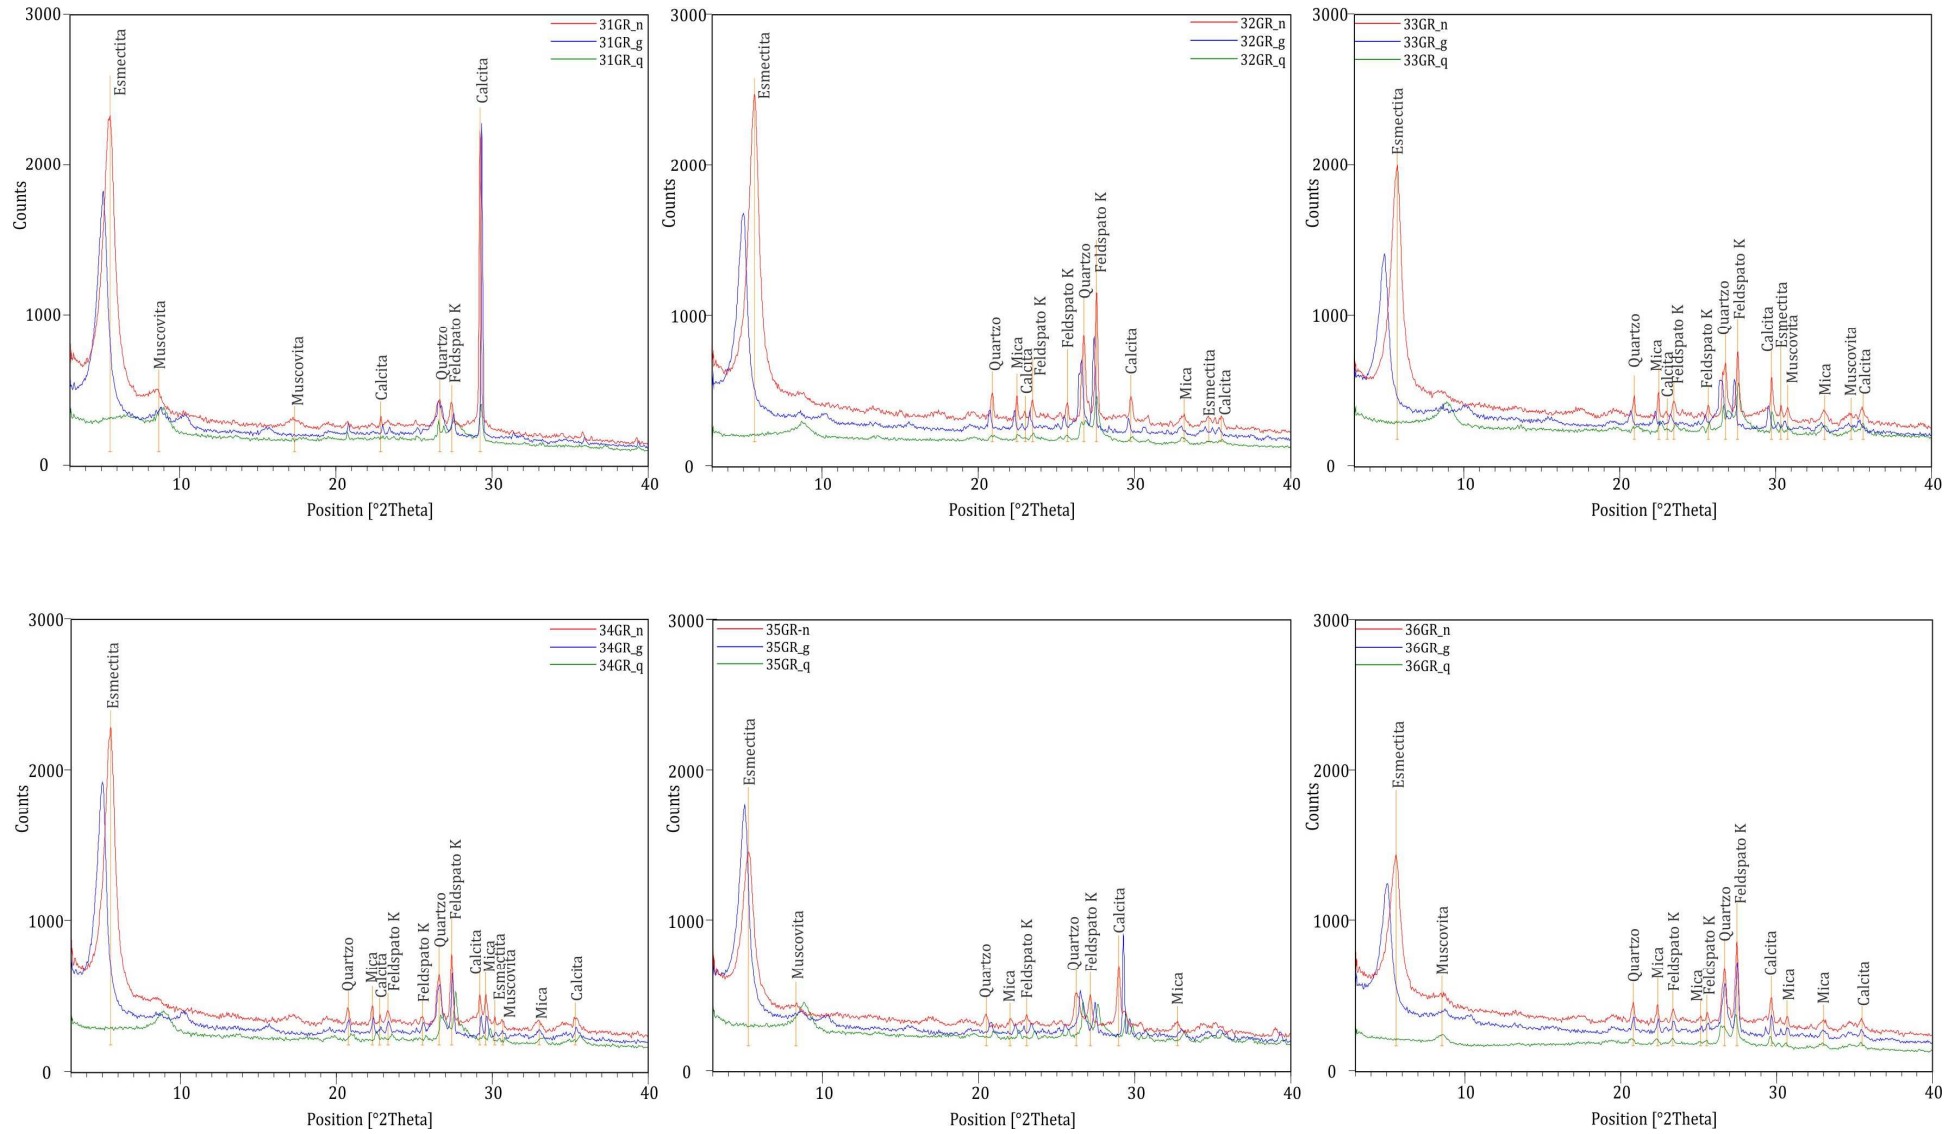 3000
31GR_n
31GR_g
31GR_q
Esmectita
Calcita
2000
Counts
1000
Muscovita
Muscovita
Calcita
Quartzo
Feldspato K
0
10
20
30
40
Position [°2Theta]
3000
32GR_n
32GR_g
32GR_q
Esmectita
2000
Counts
1000
Quartzo
Mica
Calcita
Feldspato K
Feldspato K
Quartzo
Feldspato K
Calcita
Mica
Esmectita
Calcita
0
10
20
30
40
Position [°2Theta]
3000
33GR_n
33GR_g
33GR_q
Esmectita
2000
Counts
1000
Quartzo
Mica
Calcita
Feldspato K
Feldspato K
Quartzo
Feldspato K
Calcita
Esmectita
Muscovita
Mica
Muscovita
Calcita
0
10
20
30
40
Position [°2Theta]
3000
34GR_n
34GR_g
34GR_q
Esmectita
2000
Counts
1000
Quartzo
Mica
Calcita
Feldspato K
Feldspato K
Quartzo
Feldspato K
Calcita
Mica
Esmectita
Muscovita
Mica
Calcita
0
10
20
30
40
Position [°2Theta]
3000
35GR-n
35GR_g
35GR_q
Esmectita
2000
Counts
1000
Muscovita
Quartzo
Mica
Feldspato K
Quartzo
Feldspato K
Calcita
Mica
0
10
20
30
40
Position [°2Theta]
3000
36GR_n
36GR_g
36GR_q
Esmectita
2000
Counts
1000
Muscovita
Quartzo
Mica
Feldspato K
Mica
Feldspato K
Quartzo
Feldspato K
Calcita
Mica
Mica
Calcita
0
10
20
30
40
Position [°2Theta]